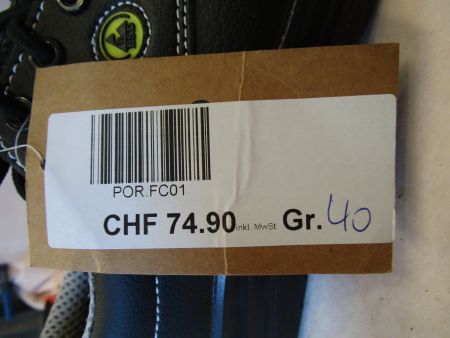 POR.FC01
CHF 74.90 inkl. MwSt Gr. 40